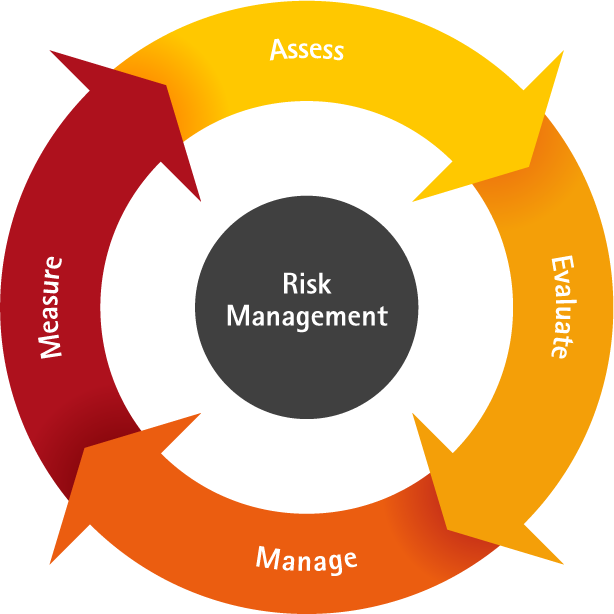 Assess
Evaluate
Manage
Measure
Risk
Management